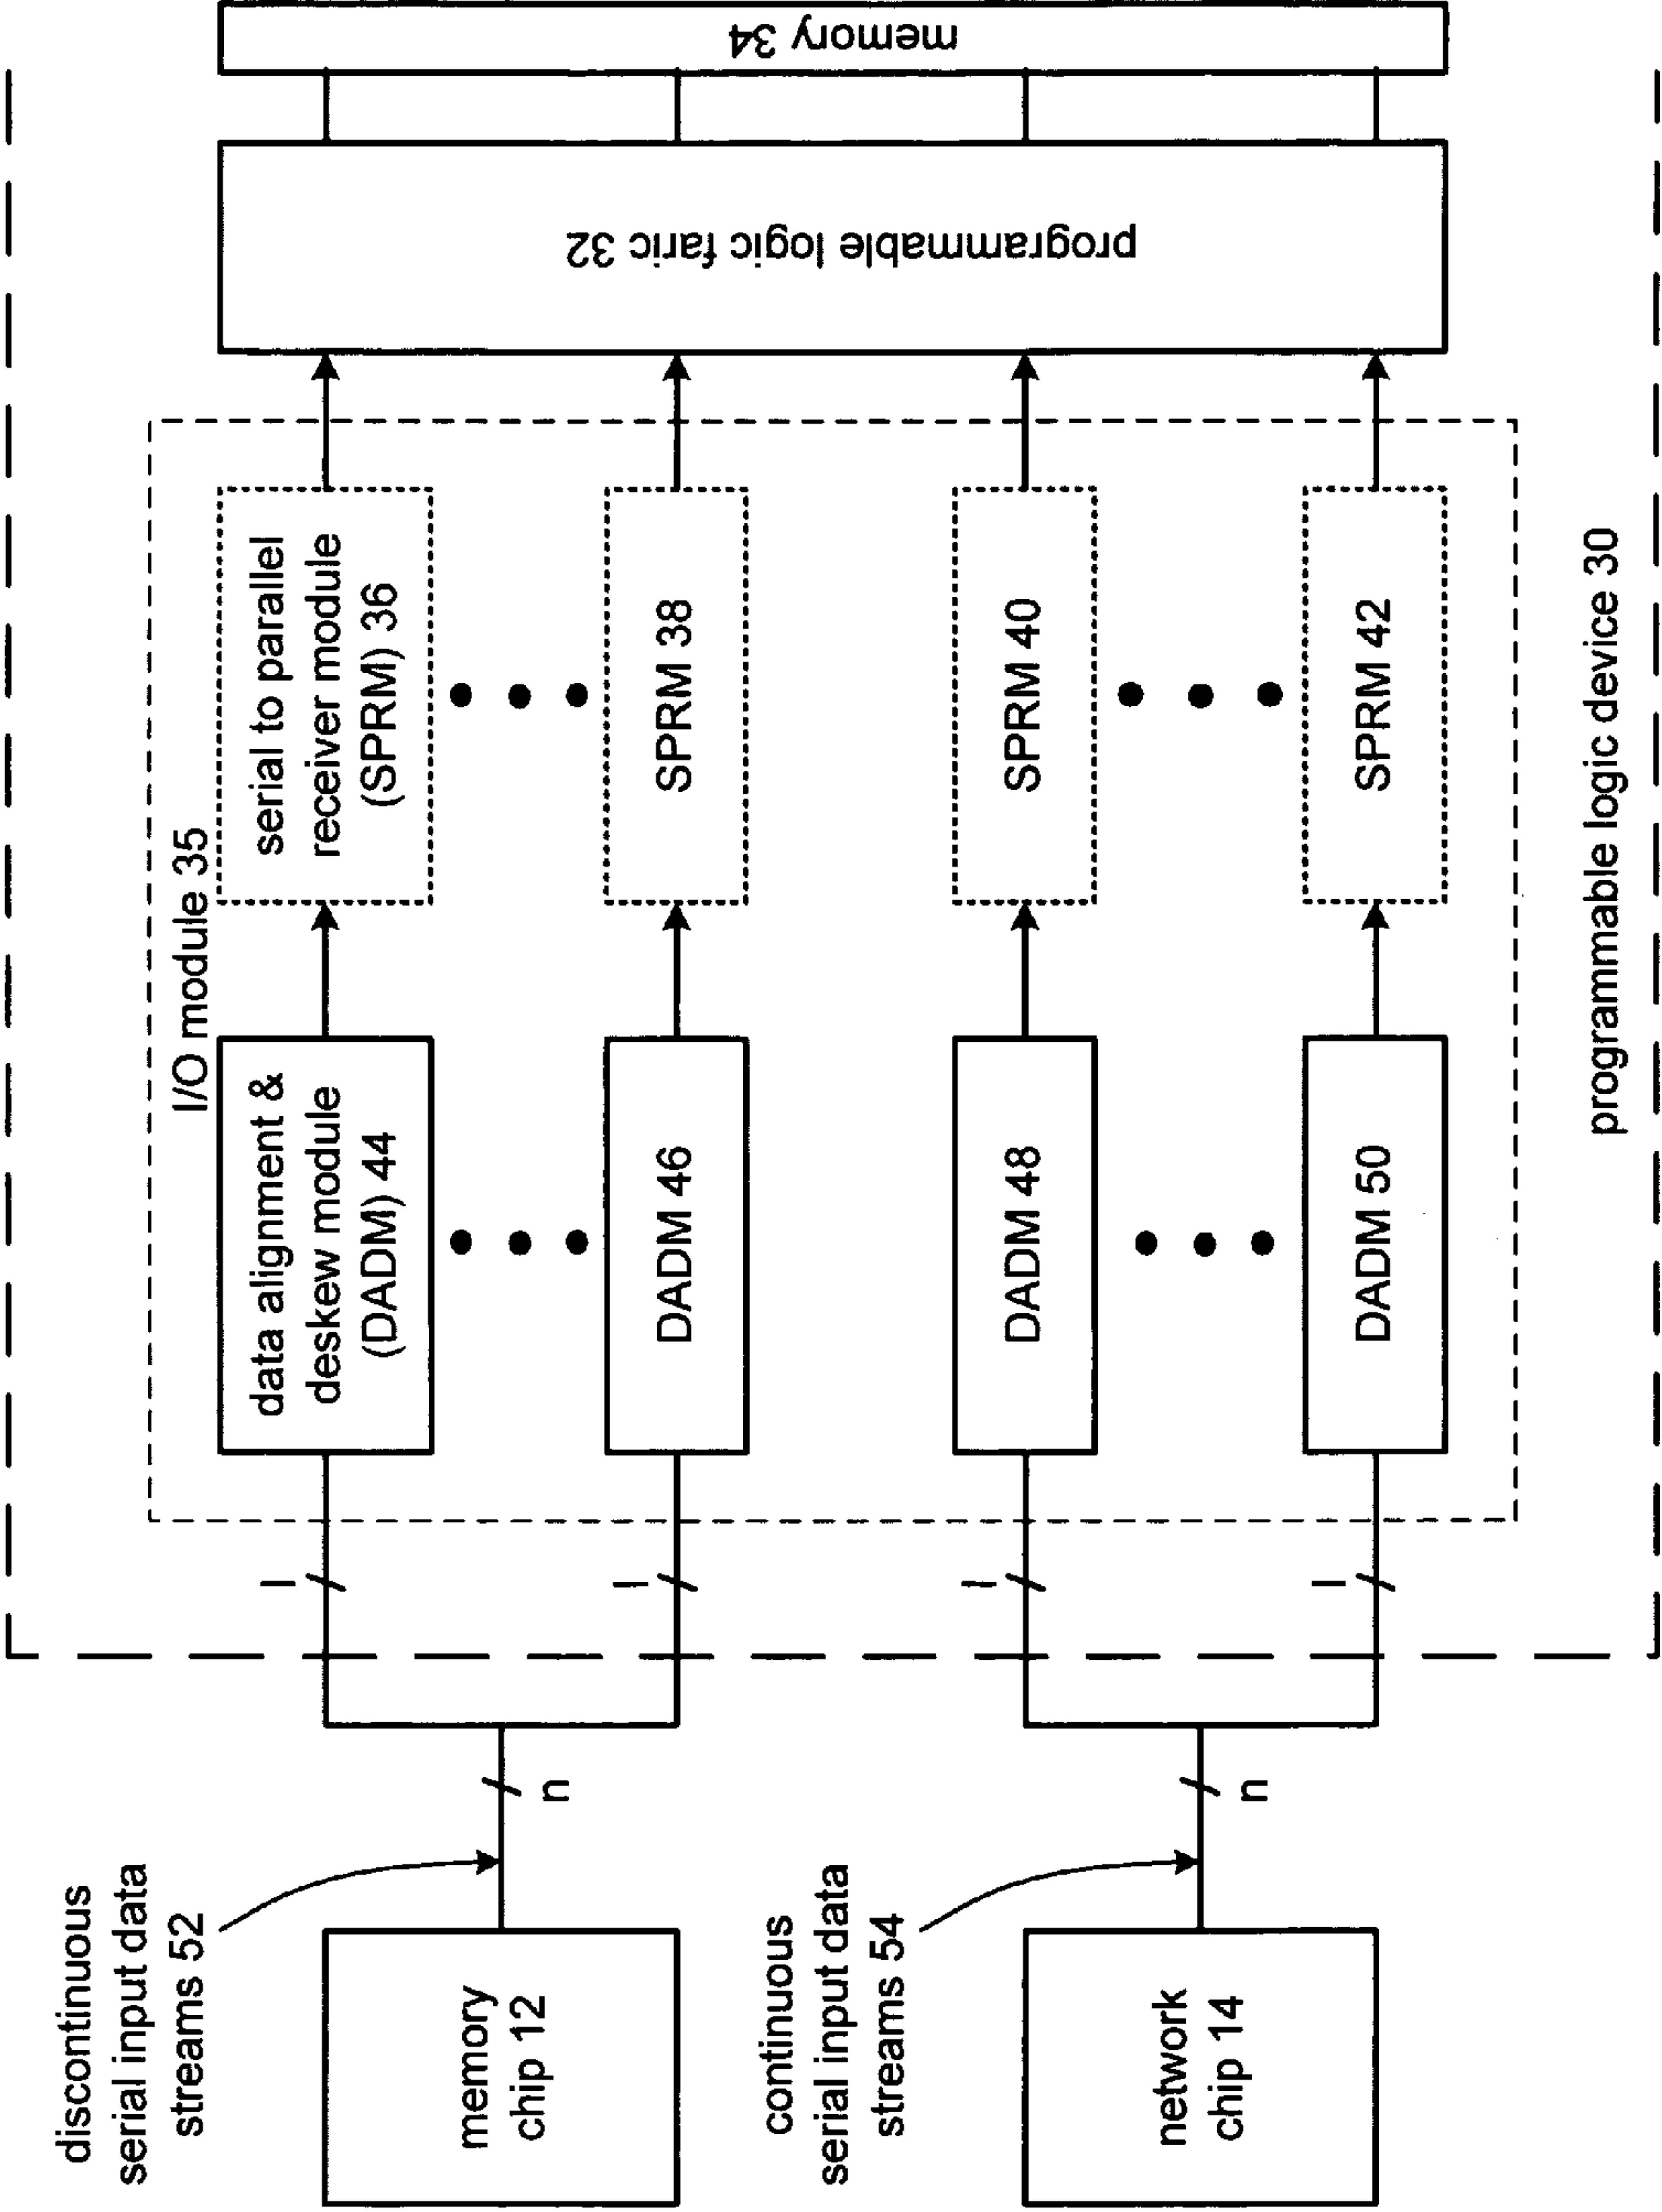 discontinuous
serial input data
streams 52
memory
chip 12
n
l
l
I/O module 35
data alignment &
deskew module
(DADM) 44
serial to parallel
receiver module
(SPRM) 36
DADM 46
SPRM 38
continuous
serial input data
streams 54
network
chip 14
n
l
l
DADM 48
SPRM 40
DADM 50
SPRM 42
programmable logic faric 32
memory 34
programmable logic device 30